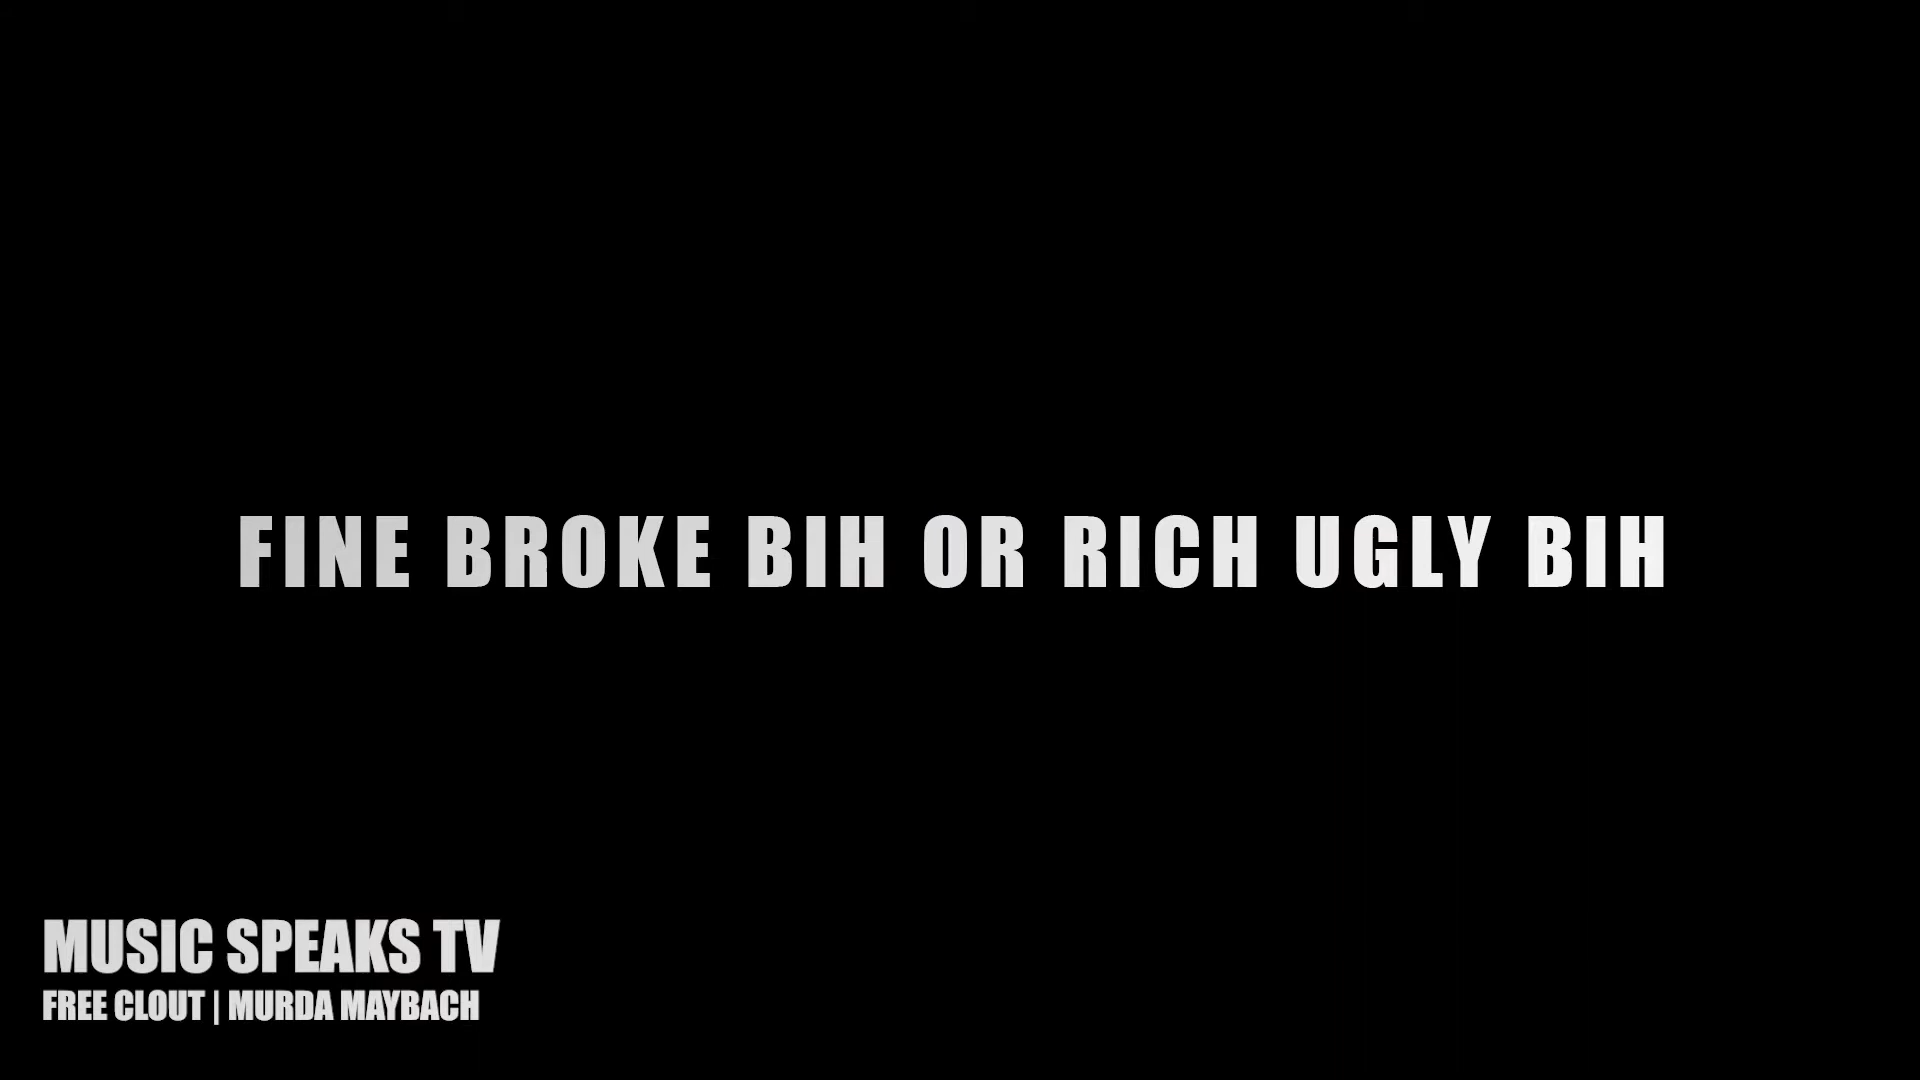 FINE BROKE BIH OR RICH UGLY BIH
MUSIC SPEAKS TV
FREE CLOUT | MURDA MAYBACH